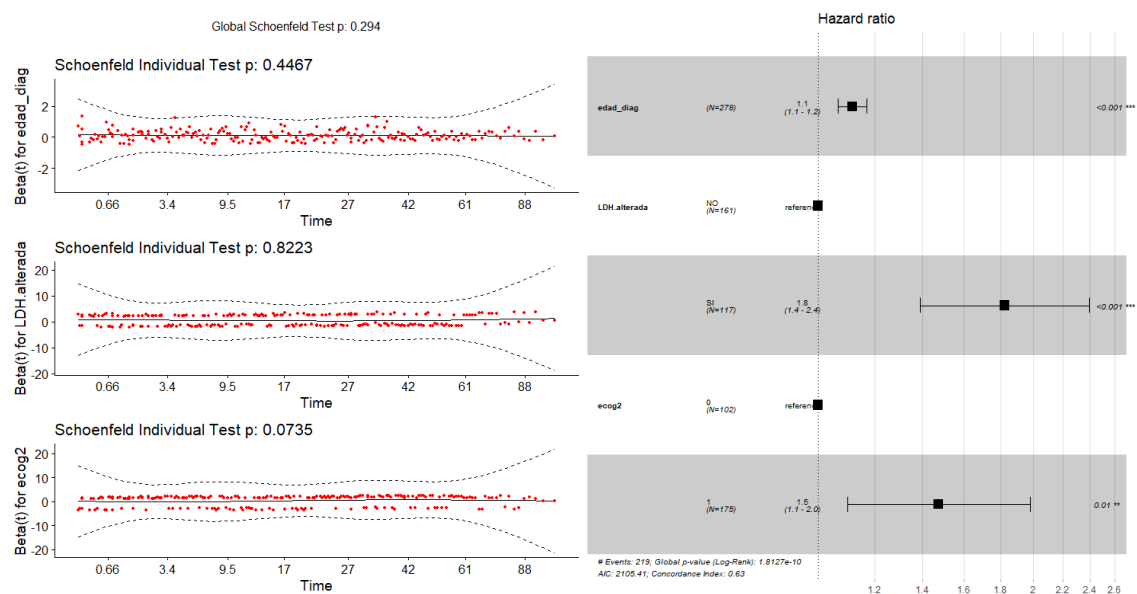 Global Schoenfeld Test p: 0.294
Schoenfeld Individual Test p: 0.4467
Beta(t) for edad_diag
2
0
-2
0.66 3.4 9.5 17 27 42 61 88
Time
Schoenfeld Individual Test p: 0.8223
Beta(t) for LDH.alterada
20
10
0
-10
-20
0.66 3.4 9.5 17 27 42 61 88
Time
Schoenfeld Individual Test p: 0.0735
Beta(t) for ecog2
20
10
0
-10
-20
0.66 3.4 9.5 17 27 42 61 88
Time
Hazard ratio
edad_diag (N=278) 1.1 <0.001 ***
(1.1 - 1.2)
LDH.alterada NO referenc
(N=161)
SI 1.8 <0.001 ***
(N=117) (1.4 - 2.4)
ecog2 0 referenc
(N=102)
1 1.5 0.01 **
(N=175) (1.1 - 2.0)
# Events: 219; Global p-value (Log-Rank): 1.8127e-10
AIC: 2105.41; Concordance Index: 0.63
1.2 1.4 1.6 1.8 2 2.2 2.4 2.6